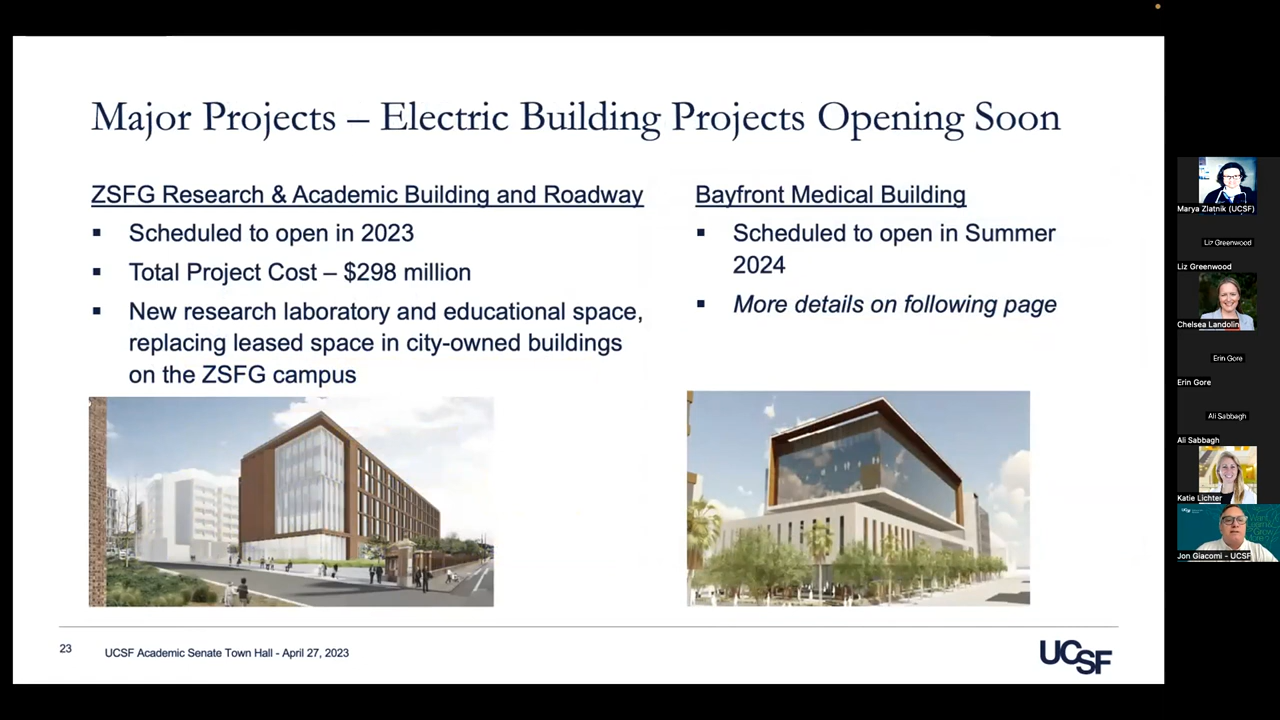 Major Projects – Electric Building Projects Opening Soon
ZSFG Research & Academic Building and Roadway
▪ Scheduled to open in 2023
▪ Total Project Cost – $298 million
▪ New research laboratory and educational space,
replacing leased space in city-owned buildings
on the ZSFG campus
Bayfront Medical Building
▪ Scheduled to open in Summer
2024
▪ More details on following page
23
UCSF Academic Senate Town Hall - April 27, 2023
UCSF
Marya Zlatnik (UCSF)
Liz Greenwood
Liz Greenwood
Chelsea Landolin
Erin Gore
Erin Gore
Ali Sabbagh
Ali Sabbagh
Katie Lichter
UCSF
Jon Giacomi - UCSF